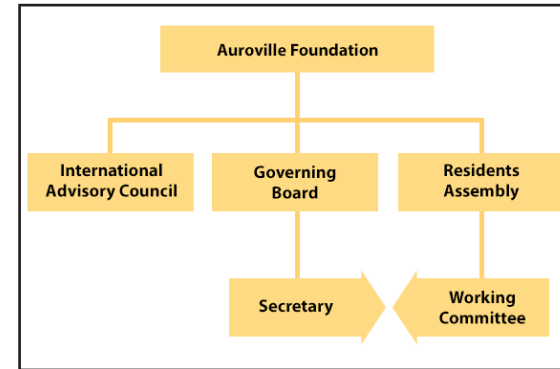 Auroville Foundation
International
Advisory Council
Governing
Board
Residents
Assembly
Secretary
Working
Committee